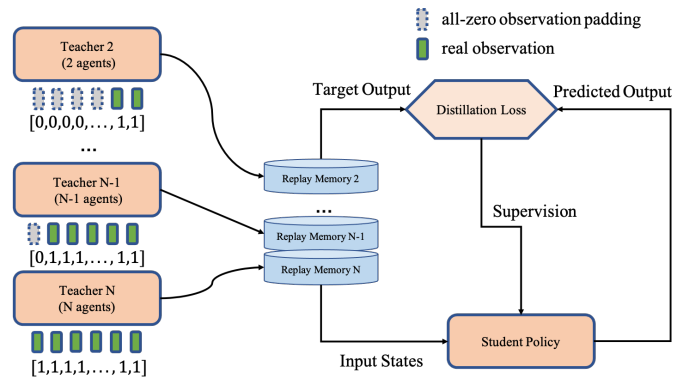 all-zero observation padding
real observation
Teacher 2
(2 agents)
[0,0,0,0,…, 1,1]
...
Teacher N-1
(N-1 agents)
[0,1,1,1,…, 1,1]
Teacher N
(N agents)
[1,1,1,1,…, 1,1]
Replay Memory 2
...
Replay Memory N-1
Replay Memory N
Target Output
Distillation Loss
Predicted Output
Supervision
Input States
Student Policy